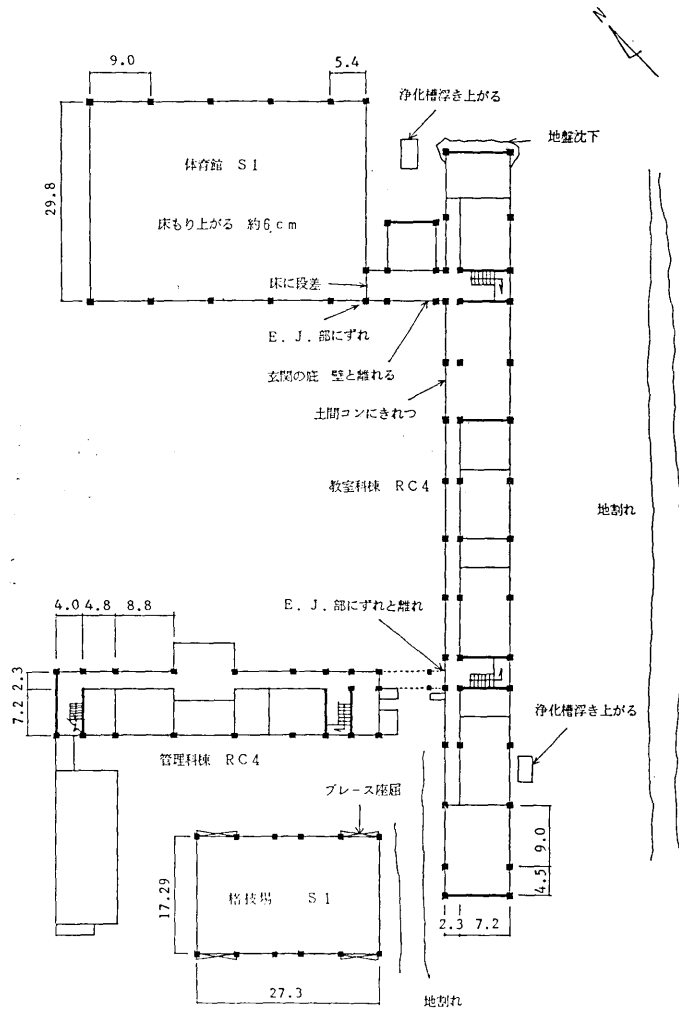 N
9.0
5.4
浄化槽浮き上がる
地盤沈下
体育館 S1
29.8
床もり上がる 約6cm
床に段差
E.J.部にずれ
玄関の庇 壁と離れる
土間コンにきれつ
教室科棟 RC4
地割れ
4.0 4.8 8.8
E.J.部にずれと離れ
2.3
7.2
浄化槽浮き上がる
管理科棟 RC4
ブレース座屈
9.0
4.5
17.29
格技場 S1
2.3 7.2
27.3
地割れ